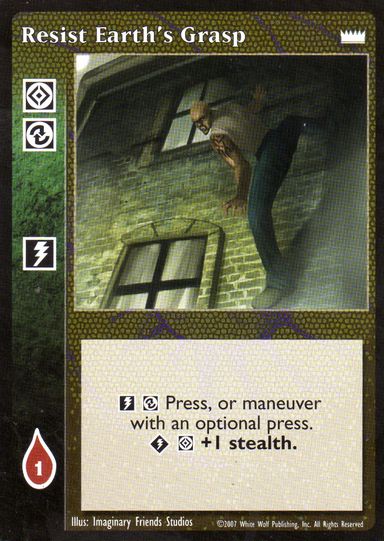 Resist Earth's Grasp
Press, or maneuver
with an optional press.
+1 stealth.
1
Illus: Imaginary Friends Studios ©2007 White Wolf Publishing, Inc. All Rights Reserved